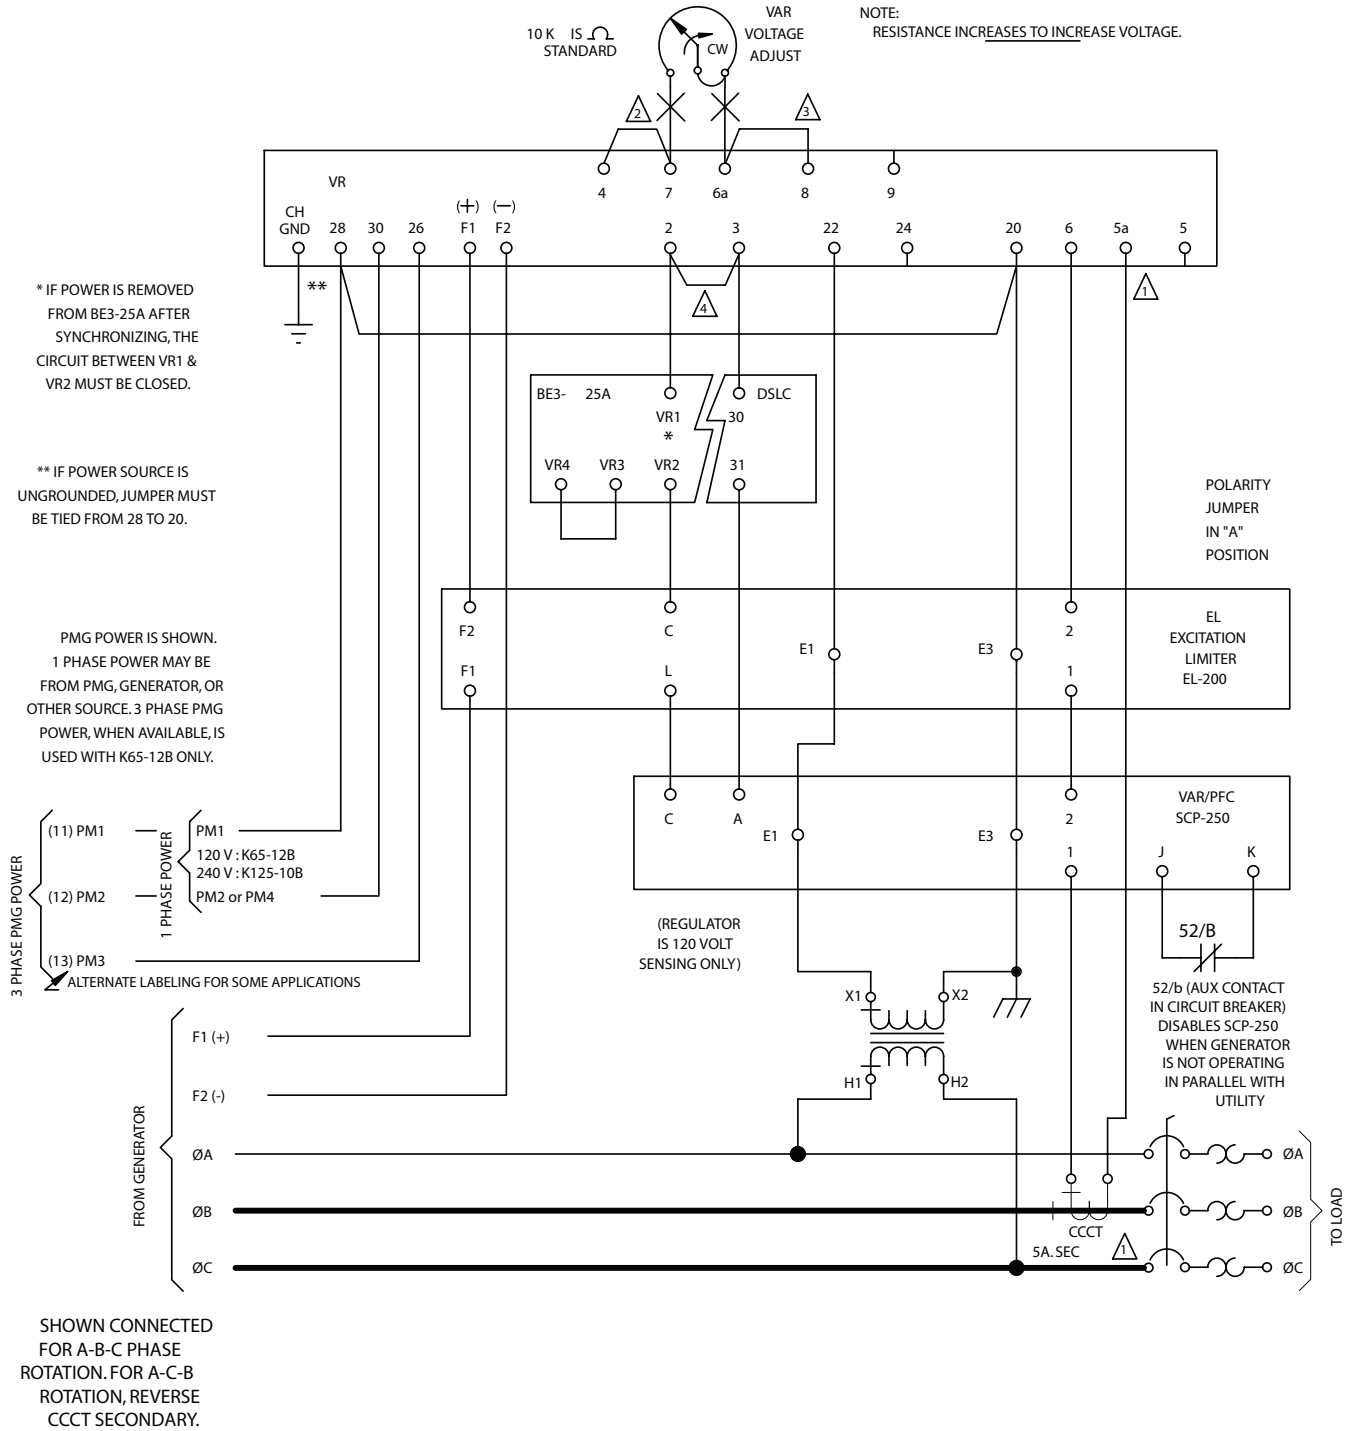 10 K IS Ω
STANDARD
VAR
VOLTAGE
ADJUST
CW
NOTE:
RESISTANCE INCREASES TO INCREASE VOLTAGE.
2
3
VR
4
7
6a
8
9
CH
GND
28
30
26
(+)
F1
(—)
F2
2
3
22
24
20
6
5a
5
**
4
1
* IF POWER IS REMOVED
FROM BE3-25A AFTER
SYNCHRONIZING, THE
CIRCUIT BETWEEN VR1 &
VR2 MUST BE CLOSED.
BE3- 25A
VR1
*
30
DSLC
VR4
VR3
VR2
31
** IF POWER SOURCE IS
UNGROUNDED, JUMPER MUST
BE TIED FROM 28 TO 20.
POLARITY
JUMPER
IN "A"
POSITION
F2
C
E1
E3
2
F1
L
1
EL
EXCITATION
LIMITER
EL-200
PMG POWER IS SHOWN.
1 PHASE POWER MAY BE
FROM PMG, GENERATOR, OR
OTHER SOURCE. 3 PHASE PMG
POWER, WHEN AVAILABLE, IS
USED WITH K65-12B ONLY.
C
A
E1
E3
2
1
VAR/PFC
SCP-250
J
K
3 PHASE PMG POWER
(11) PM1
(12) PM2
(13) PM3
1 PHASE POWER
PM1
120 V : K65-12B
240 V : K125-10B
PM2 or PM4
ALTERNATE LABELING FOR SOME APPLICATIONS
(REGULATOR
IS 120 VOLT
SENSING ONLY)
52/B
52/b (AUX CONTACT
IN CIRCUIT BREAKER)
DISABLES SCP-250
WHEN GENERATOR
IS NOT OPERATING
IN PARALLEL WITH
UTILITY
X1
X2
H1
H2
FROM GENERATOR
F1 (+)
F2 (-)
ØA
ØB
ØC
CCCT
5A. SEC
1
ØA
ØB
ØC
TO LOAD
SHOWN CONNECTED
FOR A-B-C PHASE
ROTATION. FOR A-C-B
ROTATION, REVERSE
CCCT SECONDARY.